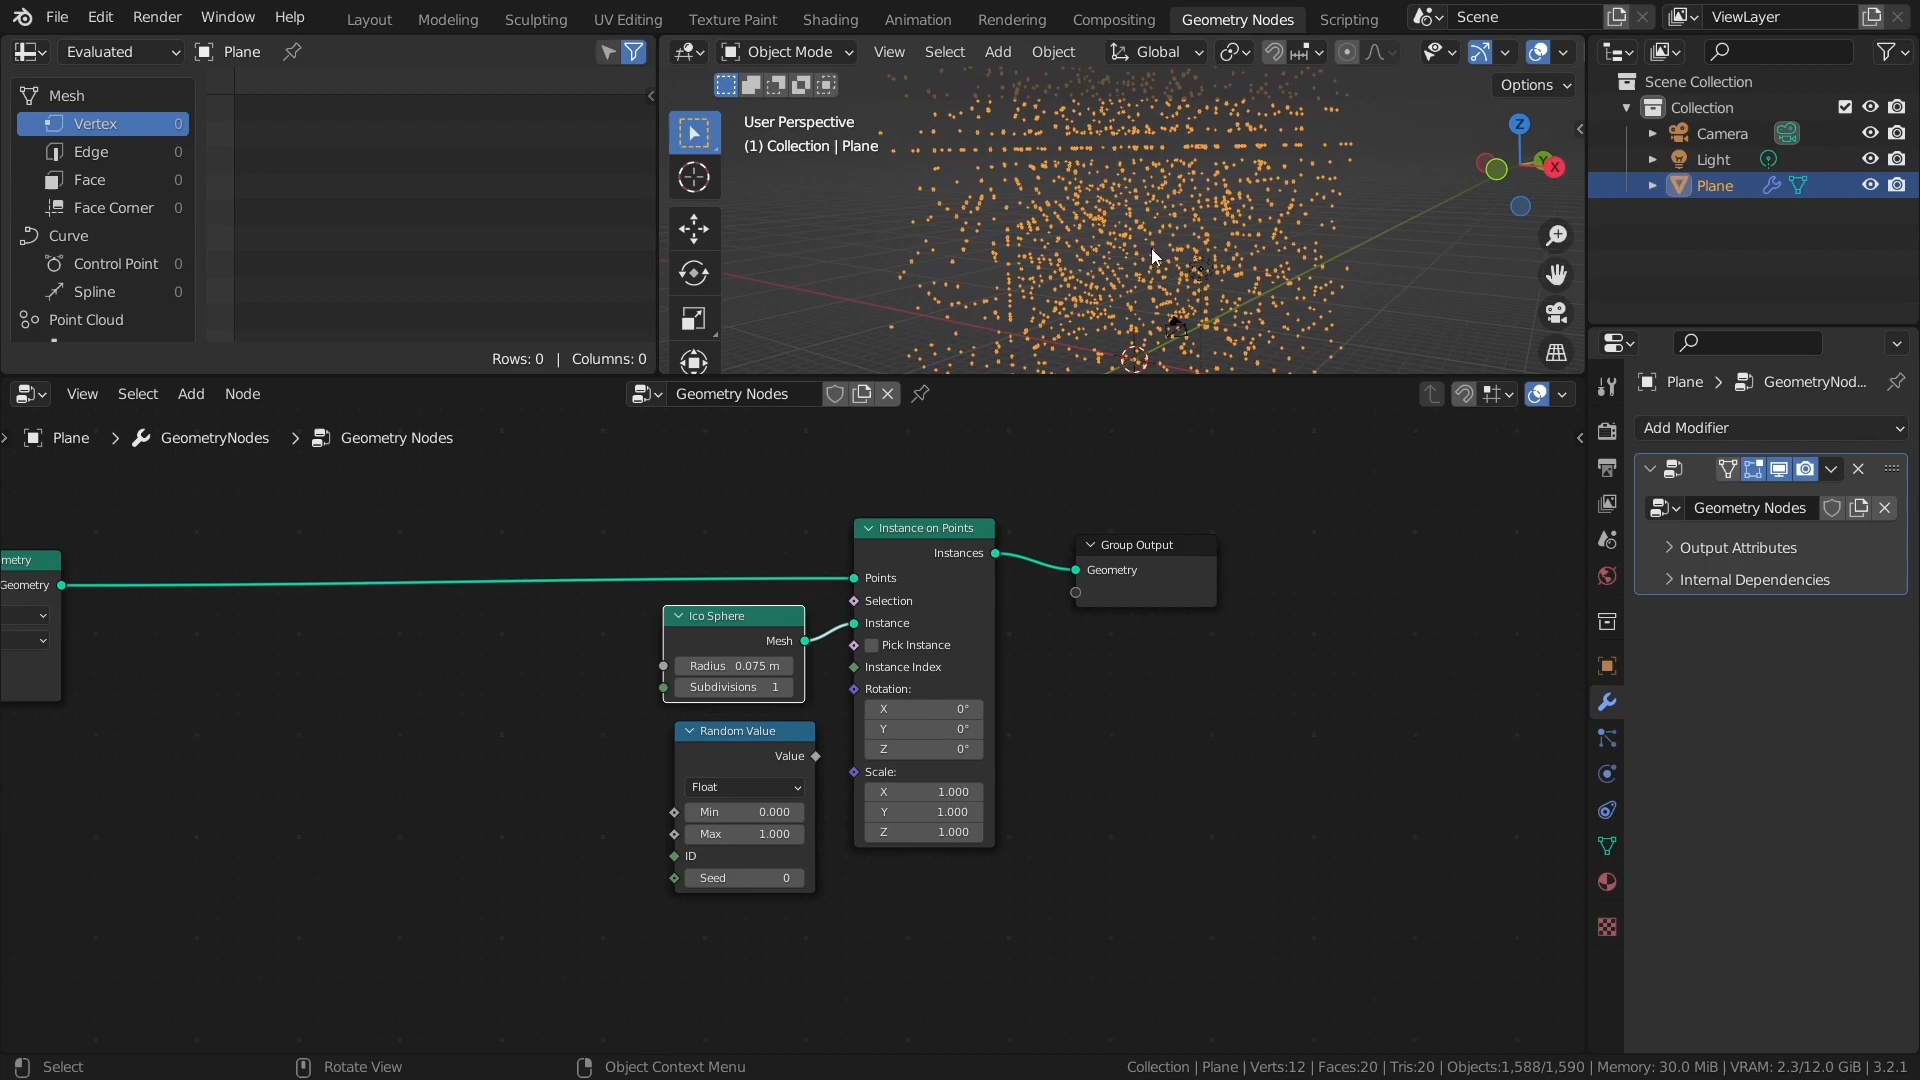 File Edit Render Window Help Layout Modeling Sculpting UV Editing Texture Paint Shading Animation Rendering Compositing Geometry Nodes Scripting Scene ViewLayer
Evaluated Plane
Object Mode View Select Add Object Global
Options
Mesh
Vertex 0
Edge 0
Face 0
Face Corner 0
Curve
Control Point 0
Spline 0
Point Cloud
Rows: 0 | Columns: 0
User Perspective
(1) Collection | Plane
Z
Y
X
Scene Collection
Collection
Camera
Light
Plane
View Select Add Node Geometry Nodes
Plane > GeometryNodes > Geometry Nodes
metry
Geometry
Ico Sphere
Mesh
Radius 0.075 m
Subdivisions 1
Random Value
Value
Float
Min 0.000
Max 1.000
ID
Seed 0
Instance on Points
Instances
Points
Selection
Instance
Pick Instance
Instance Index
Rotation:
X 0°
Y 0°
Z 0°
Scale:
X 1.000
Y 1.000
Z 1.000
Group Output
Geometry
Plane > GeometryNod...
Add Modifier
Geometry Nodes
Output Attributes
Internal Dependencies
Select Rotate View Object Context Menu Collection | Plane | Verts:12 | Faces:20 | Tris:20 | Objects:1,588/1,590 | Memory: 30.0 MiB | VRAM: 2.3/12.0 GiB | 3.2.1